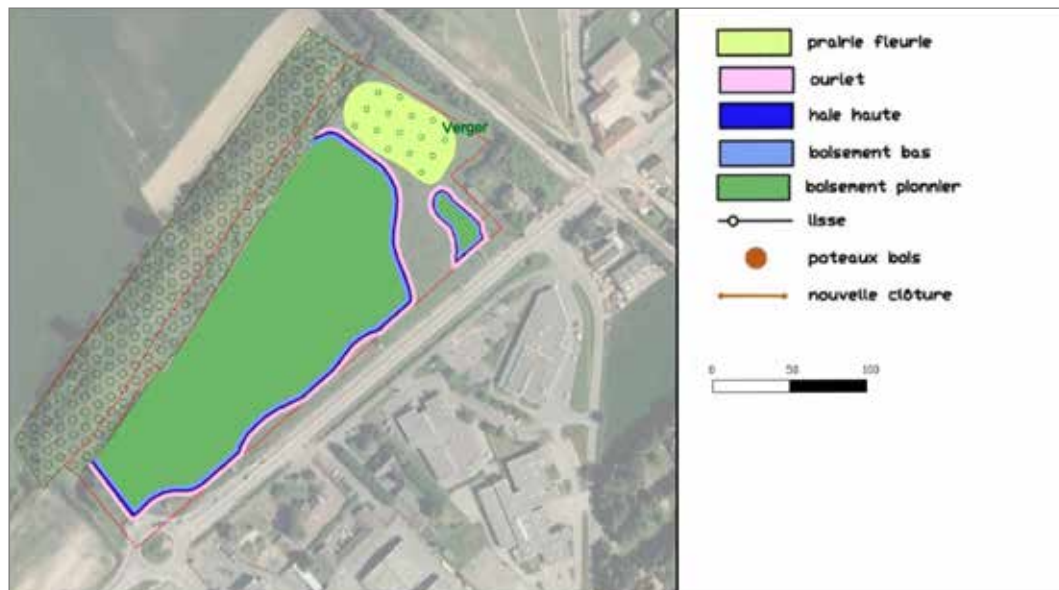 Verger
prairie fleurie
ourlet
haie haute
boisement bas
boisement pionnier
lisse
poteaux bois
nouvelle clôture
0 50 100